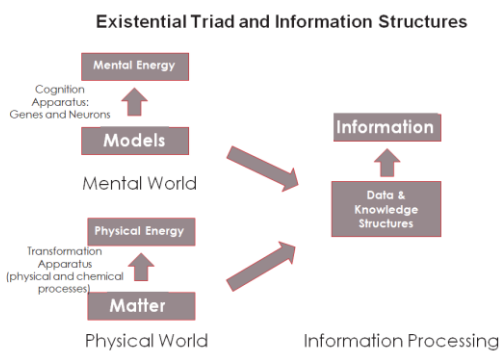 Existential Triad and Information Structures
Mental Energy
Cognition
Apparatus:
Genes and Neurons
Models
Mental World
Information
Data &
Knowledge
Structures
Physical Energy
Transformation
Apparatus
(physical and chemical
processes)
Matter
Physical World
Information Processing